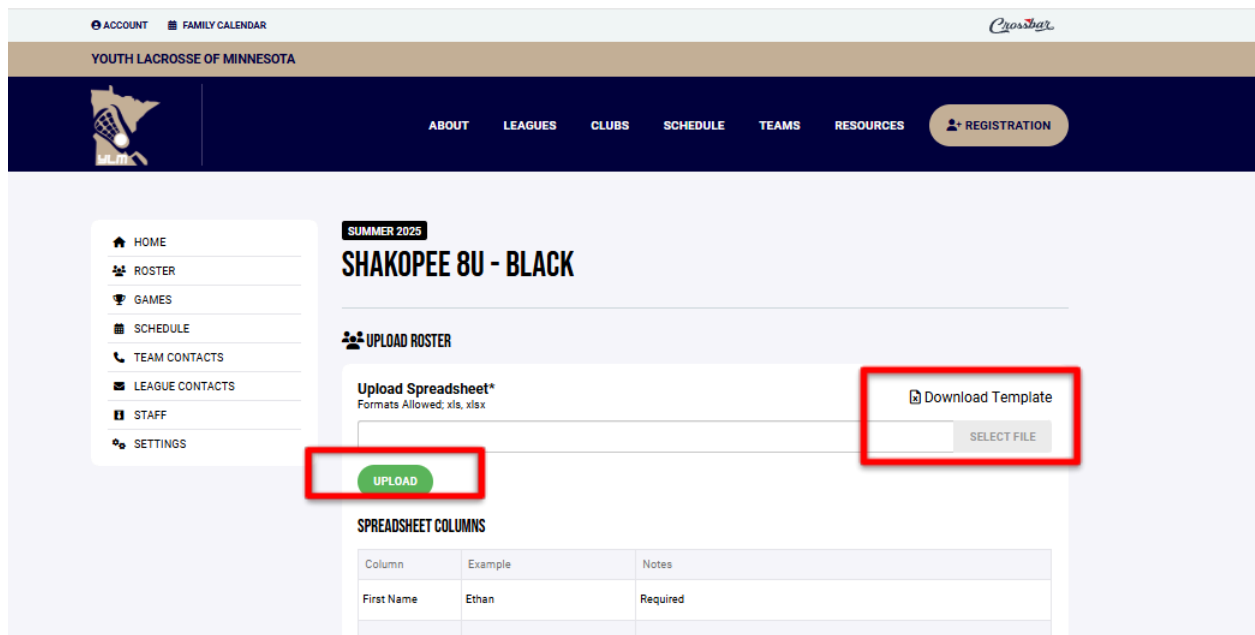 ACCOUNT FAMILY CALENDAR Crossbar
YOUTH LACROSSE OF MINNESOTA
YLM
ABOUT LEAGUES CLUBS SCHEDULE TEAMS RESOURCES REGISTRATION
HOME
ROSTER
GAMES
SCHEDULE
TEAM CONTACTS
LEAGUE CONTACTS
STAFF
SETTINGS
SUMMER 2025
SHAKOPEE 8U - BLACK
UPLOAD ROSTER
Upload Spreadsheet*
Formats Allowed; xls, xlsx
Download Template
SELECT FILE
UPLOAD
SPREADSHEET COLUMNS
Column Example Notes
First Name Ethan Required